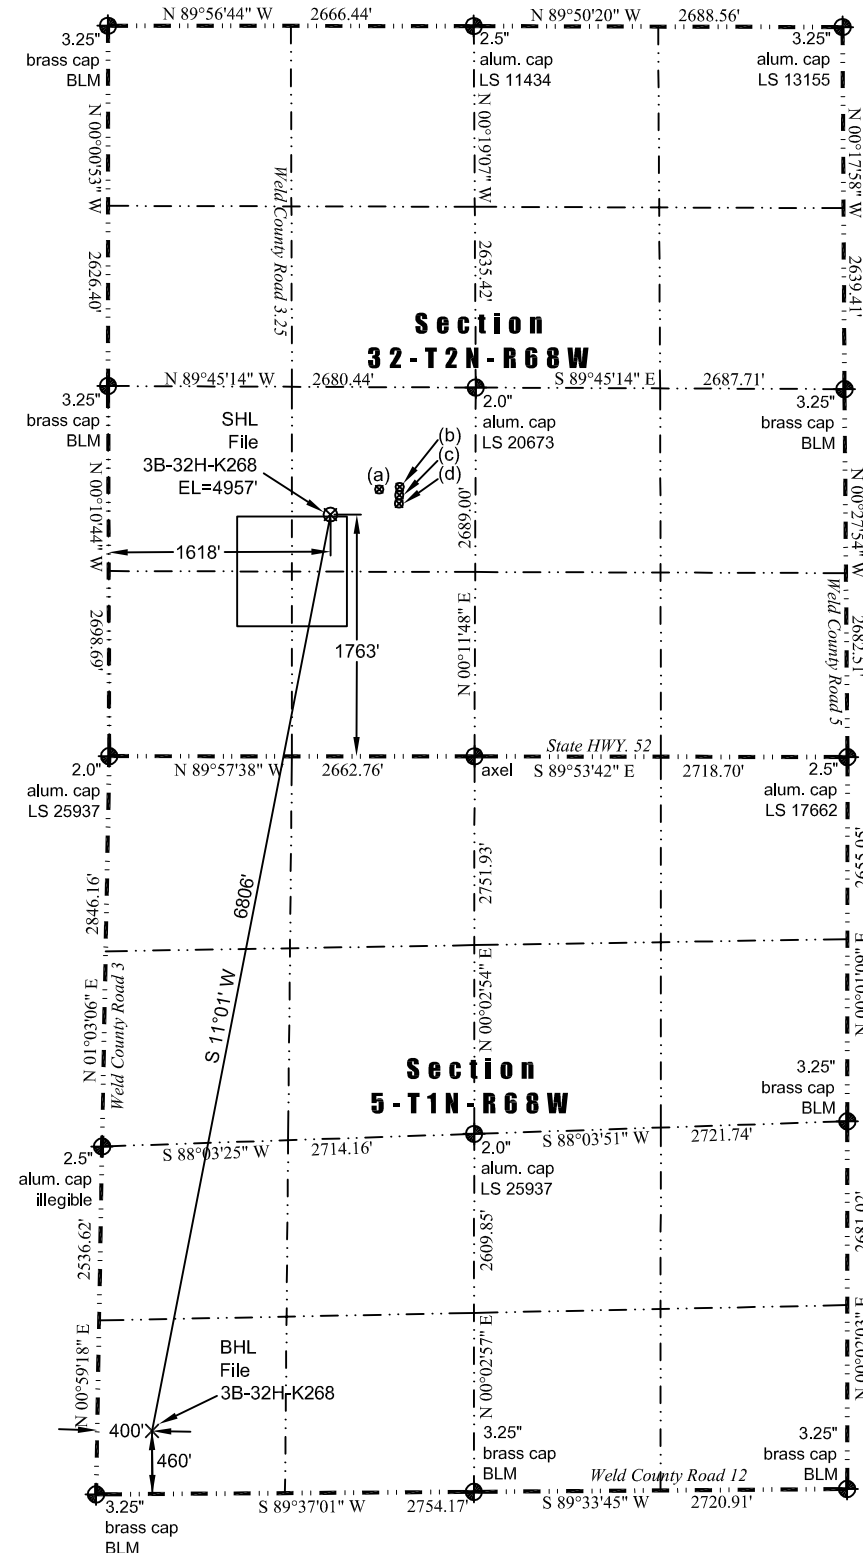 N 89°56'44" W 2666.44'
N 89°50'20" W 2688.56'
3.25"
brass cap
BLM
2.5"
alum. cap
LS 11434
3.25"
alum. cap
LS 13155
N 00°00'53" W
2626.40'
Weld County Road 3.25
N 00°19'07" W
2635.42'
N 00°17'58" W
2639.41'
Section
32-T2N-R68W
N 89°45'14" W 2680.44'
S 89°45'14" E 2687.71'
3.25"
brass cap
BLM
2.0"
alum. cap
LS 20673
3.25"
brass cap
BLM
SHL
File
3B-32H-K268
EL=4957'
(a)
(b)
(c)
(d)
N 00°10'44" W
2698.69'
2689.00'
N 00°11'48" E
N 00°27'54" W
2682.51'
Weld County Road 5
1618'
1763'
State HWY. 52
N 89°57'38" W 2662.76'
axel
S 89°53'42" E 2718.70'
2.0"
alum. cap
LS 25937
2.5"
alum. cap
LS 17662
2846.16'
N 01°03'06" E
Weld County Road 3
6806'
S 11°01' W
2751.93'
N 00°02'54" E
Section
5-T1N-R68W
3.25"
brass cap
BLM
S 88°03'25" W 2714.16'
S 88°03'51" W 2721.74'
2.5"
alum. cap
illegible
2.0"
alum. cap
LS 25937
2536.62'
N 00°59'18" E
2609.85'
N 00°02'57" E
BHL
File
3B-32H-K268
400'
460'
3.25"
brass cap
BLM
3.25"
brass cap
BLM
Weld County Road 12
3.25"
brass cap
BLM
S 89°37'01" W 2754.17'
S 89°33'45" W 2720.91'